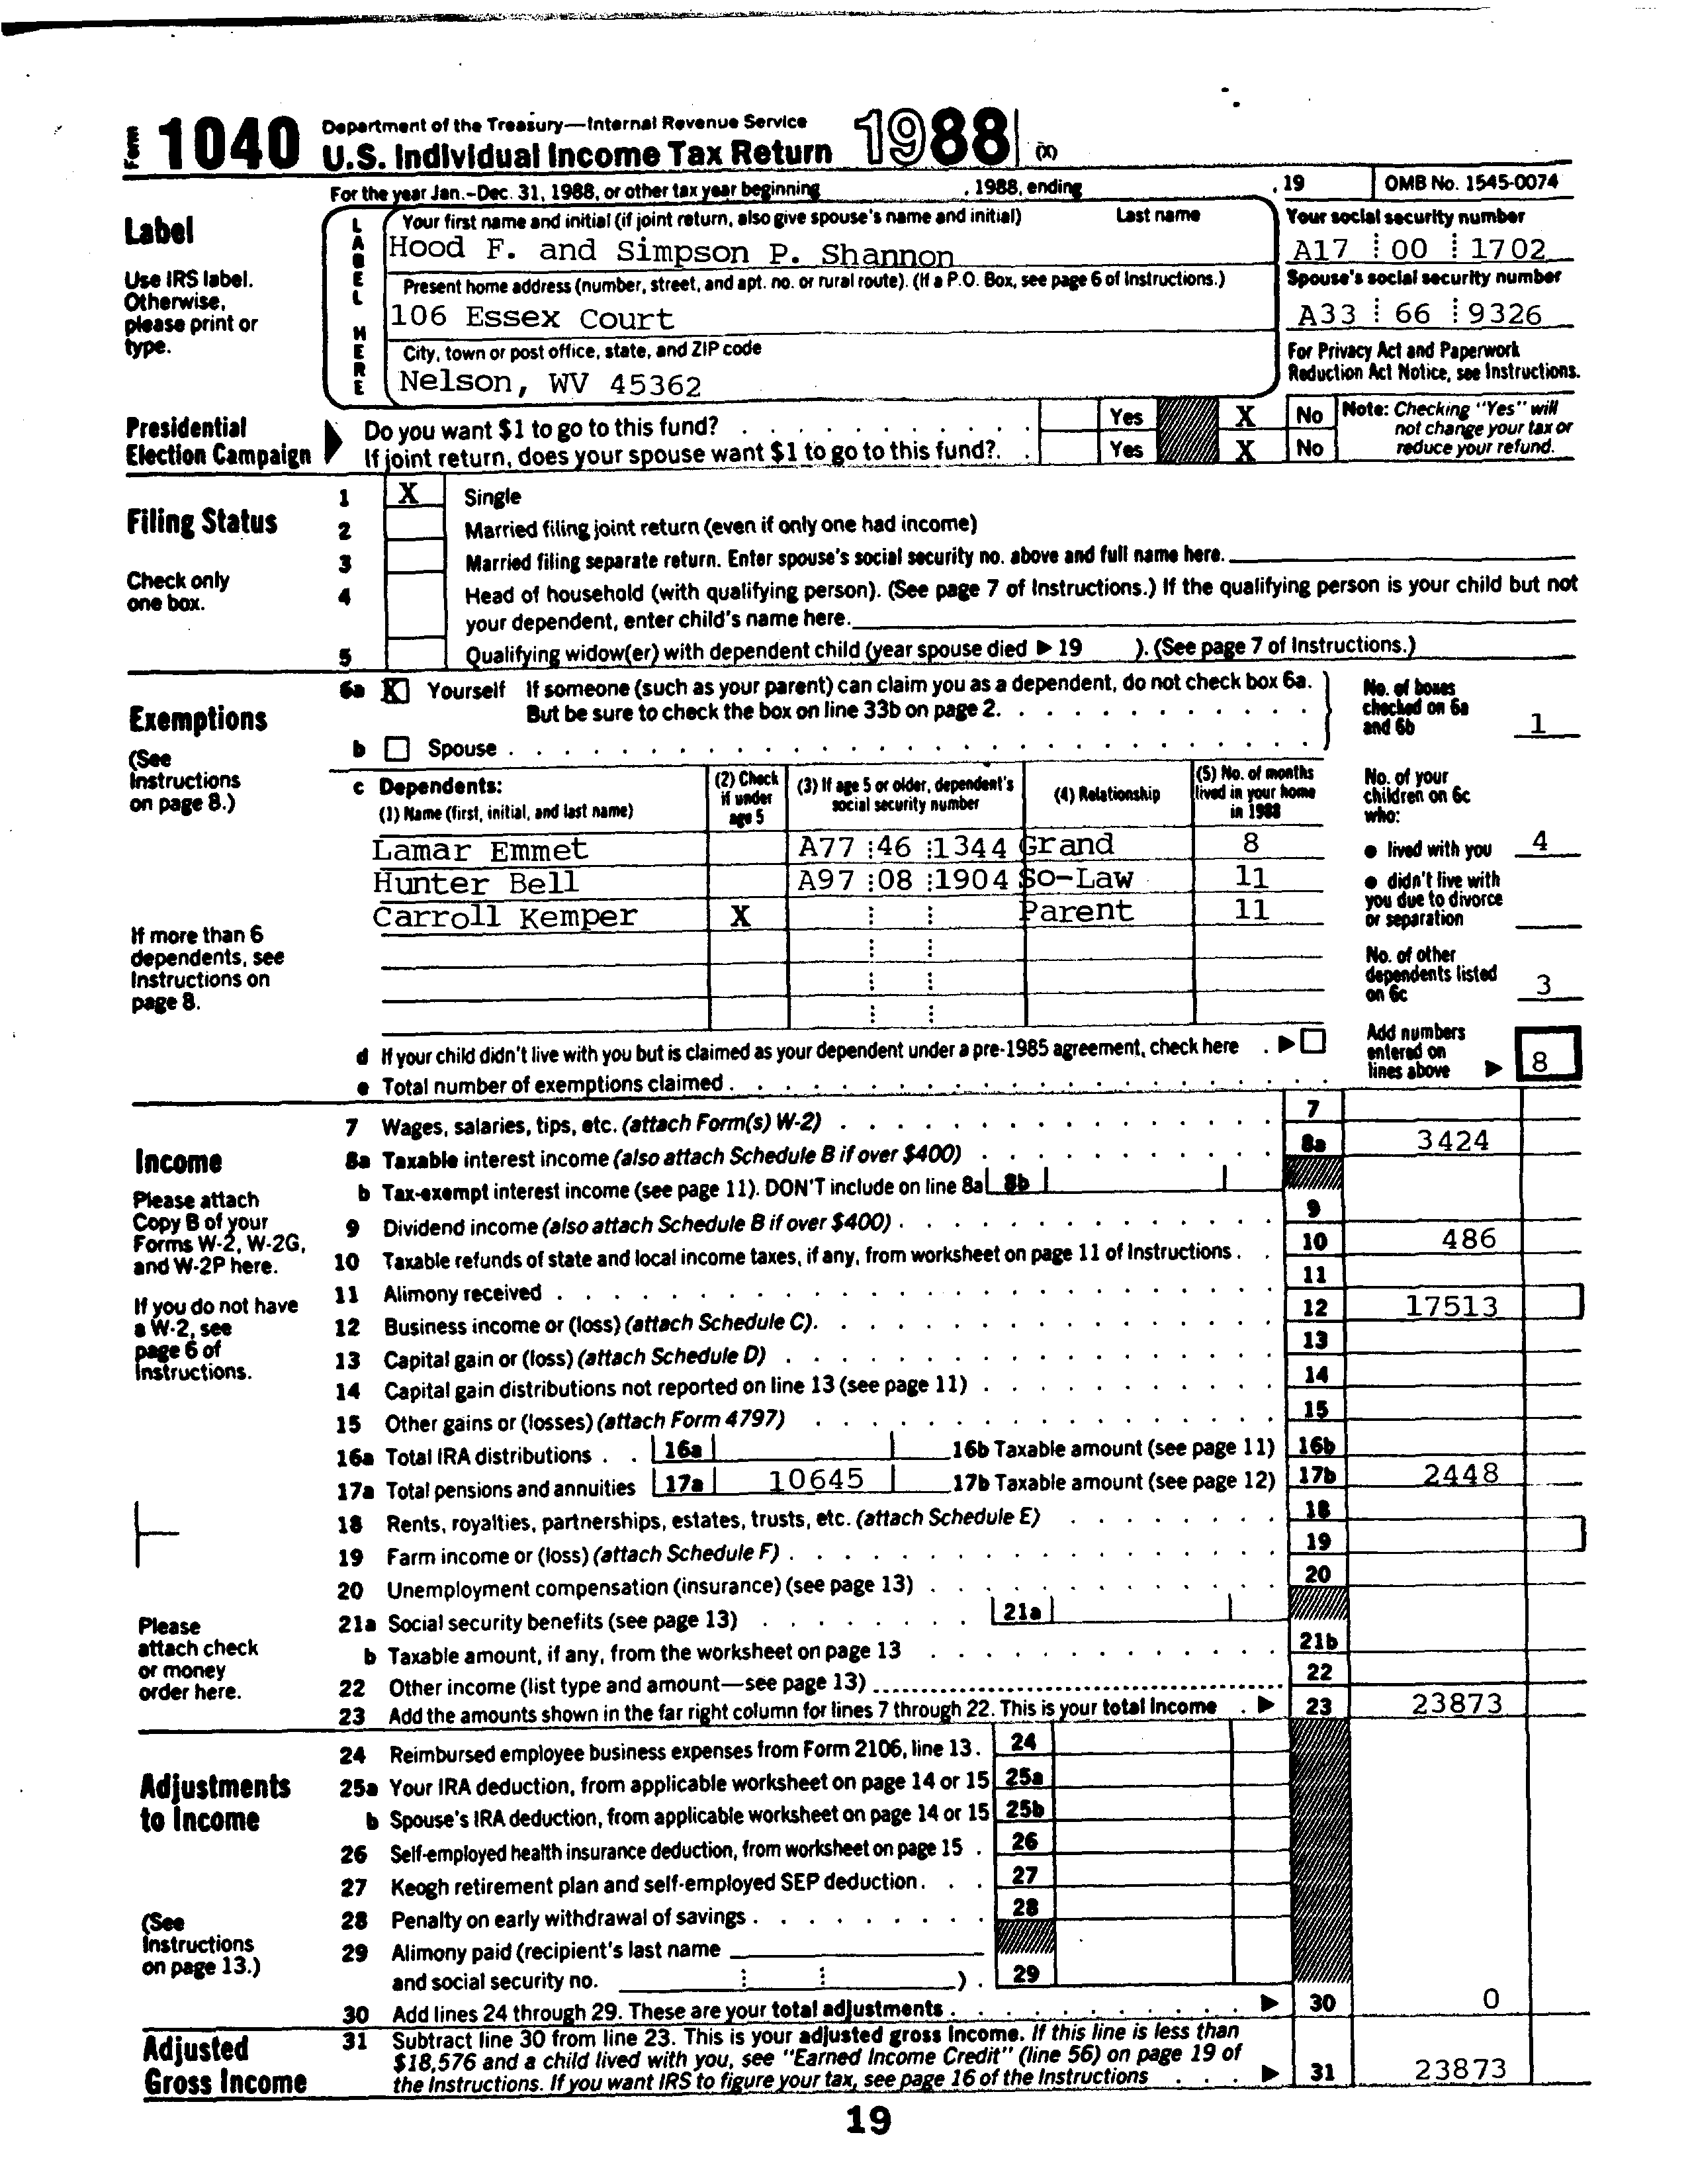 Form 1040 Department of the Treasury—Internal Revenue Service
U.S. Individual Income Tax Return 1988 (X)
For the year Jan.–Dec. 31, 1988, or other tax year beginning , 1988, ending , 19 OMB No. 1545-0074
Label
Use IRS label.
Otherwise,
please print or
type.
LABEL HERE
Your first name and initial (if joint return, also give spouse's name and initial) Last name
Hood F. and Simpson P. Shannon
Present home address (number, street, and apt. no. or rural route). (If a P.O. Box, see page 6 of Instructions.)
106 Essex Court
City, town or post office, state, and ZIP code
Nelson, WV 45362
Your social security number
A17 00 1702
Spouse's social security number
A33 66 9326
For Privacy Act and Paperwork
Reduction Act Notice, see Instructions.
Presidential
Election Campaign
Do you want $1 to go to this fund? Yes X No
If joint return, does your spouse want $1 to go to this fund? Yes X No
Note: Checking "Yes" will
not change your tax or
reduce your refund.
Filing Status
Check only
one box.
1 X Single
2 Married filing joint return (even if only one had income)
3 Married filing separate return. Enter spouse's social security no. above and full name here.
4 Head of household (with qualifying person). (See page 7 of Instructions.) If the qualifying person is your child but not
your dependent, enter child's name here.
5 Qualifying widow(er) with dependent child (year spouse died ▶ 19 ). (See page 7 of Instructions.)
Exemptions
(See
Instructions
on page 8.)
If more than 6
dependents, see
Instructions on
page 8.
6a X Yourself If someone (such as your parent) can claim you as a dependent, do not check box 6a.
But be sure to check the box on line 33b on page 2.
b Spouse
No. of boxes
checked on 6a
and 6b 1
c Dependents:
(1) Name (first, initial, and last name)
(2) Check
if under
age 5
(3) If age 5 or older, dependent's
social security number
(4) Relationship
(5) No. of months
lived in your home
in 1988
Lamar Emmet A77 46 1344 Grand 8
Hunter Bell A97 08 1904 So-Law 11
Carroll Kemper X Parent 11
No. of your
children on 6c
who:
● lived with you 4
● didn't live with
you due to divorce
or separation
No. of other
dependents listed
on 6c 3
d If your child didn't live with you but is claimed as your dependent under a pre-1985 agreement, check here ▶
e Total number of exemptions claimed
Add numbers
entered on
lines above ▶ 8
Income
Please attach
Copy B of your
Forms W-2, W-2G,
and W-2P here.
If you do not have
a W-2, see
page 6 of
Instructions.
Please
attach check
or money
order here.
7 Wages, salaries, tips, etc. (attach Form(s) W-2) 7
8a Taxable interest income (also attach Schedule B if over $400) 8a 3424
b Tax-exempt interest income (see page 11). DON'T include on line 8a 8b
9 Dividend income (also attach Schedule B if over $400) 9
10 Taxable refunds of state and local income taxes, if any, from worksheet on page 11 of Instructions 10 486
11 Alimony received 11
12 Business income or (loss) (attach Schedule C) 12 17513
13 Capital gain or (loss) (attach Schedule D) 13
14 Capital gain distributions not reported on line 13 (see page 11) 14
15 Other gains or (losses) (attach Form 4797) 15
16a Total IRA distributions 16a 16b Taxable amount (see page 11) 16b
17a Total pensions and annuities 17a 10645 17b Taxable amount (see page 12) 17b 2448
18 Rents, royalties, partnerships, estates, trusts, etc. (attach Schedule E) 18
19 Farm income or (loss) (attach Schedule F) 19
20 Unemployment compensation (insurance) (see page 13) 20
21a Social security benefits (see page 13) 21a
b Taxable amount, if any, from the worksheet on page 13 21b
22 Other income (list type and amount—see page 13) 22
23 Add the amounts shown in the far right column for lines 7 through 22. This is your total income ▶ 23 23873
Adjustments
to Income
(See
Instructions
on page 13.)
24 Reimbursed employee business expenses from Form 2106, line 13 24
25a Your IRA deduction, from applicable worksheet on page 14 or 15 25a
b Spouse's IRA deduction, from applicable worksheet on page 14 or 15 25b
26 Self-employed health insurance deduction, from worksheet on page 15 26
27 Keogh retirement plan and self-employed SEP deduction 27
28 Penalty on early withdrawal of savings 28
29 Alimony paid (recipient's last name
and social security no. ) 29
30 Add lines 24 through 29. These are your total adjustments ▶ 30 0
Adjusted
Gross Income
31 Subtract line 30 from line 23. This is your adjusted gross income. If this line is less than
$18,576 and a child lived with you, see "Earned Income Credit" (line 56) on page 19 of
the Instructions. If you want IRS to figure your tax, see page 16 of the Instructions ▶ 31 23873
19